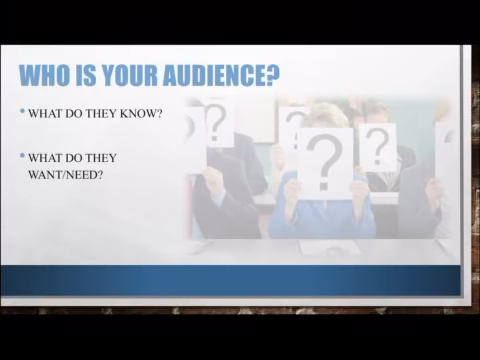 WHO IS YOUR AUDIENCE?
• WHAT DO THEY KNOW?
• WHAT DO THEY
WANT/NEED?
? ? ? ?